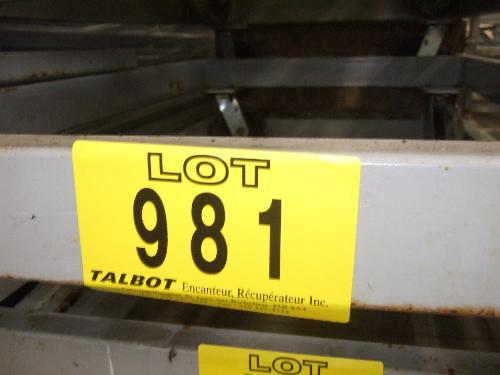 LOT
981
TALBOT Encanteur, Récupérateur Inc.
LOT